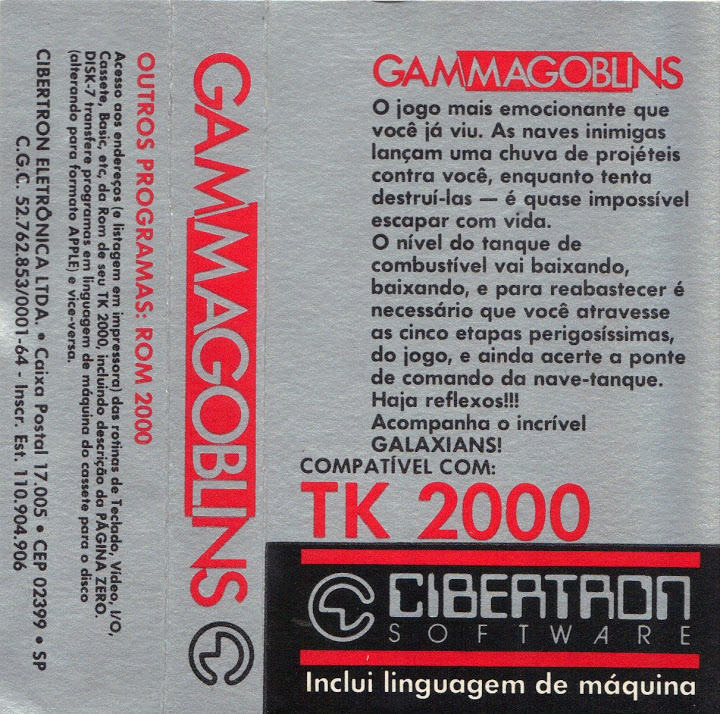 GAMMAGOBLINS
O jogo mais emocionante que
você já viu. As naves inimigas
lançam uma chuva de projéteis
contra você, enquanto tenta
destruí-las — é quase impossível
escapar com vida.
O nível do tanque de
combustível vai baixando,
baixando, e para reabastecer é
necessário que você atravesse
as cinco etapas perigosíssimas,
do jogo, e ainda acerte a ponte
de comando da nave-tanque.
Haja reflexos!!!
Acompanha o incrível
GALAXIANS!
COMPATÍVEL COM:
TK 2000
CIBERTRON
SOFTWARE
Inclui linguagem de máquina
GAMMAGOBLINS
OUTROS PROGRAMAS: ROM 2000
Acesso aos endereços (e listagem em impressora) das rotinas de Teclado, Vídeo, I/O,
Cassete, Basic, etc, da Rom de seu TK 2000, incluindo descrição da PÁGINA ZERO.
DISK-7 transfere programas em linguagem de máquina do cassete para o disco
(alterando para formato APPLE) e vice-versa.
CIBERTRON ELETRÔNICA LTDA. • Caixa Postal 17.005 • CEP 02399 • SP
C.G.C. 52.762.853/0001-64 - Inscr. Est. 110.904.906